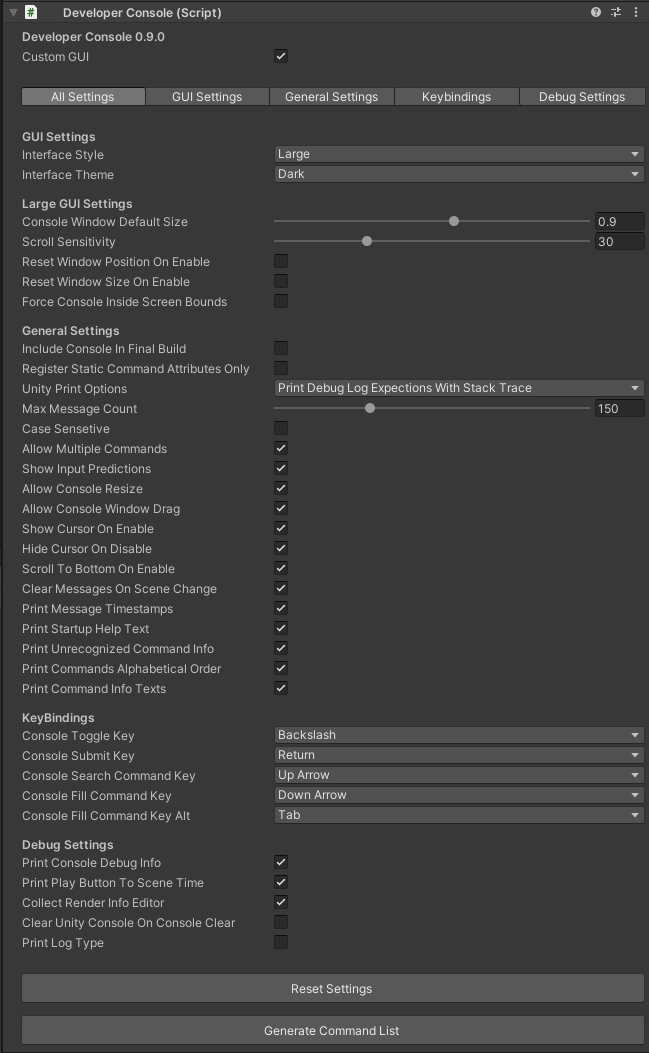 Developer Console (Script)
Developer Console 0.9.0
Custom GUI
All Settings GUI Settings General Settings Keybindings Debug Settings
GUI Settings
Interface Style Large
Interface Theme Dark
Large GUI Settings
Console Window Default Size 0.9
Scroll Sensitivity 30
Reset Window Position On Enable
Reset Window Size On Enable
Force Console Inside Screen Bounds
General Settings
Include Console In Final Build
Register Static Command Attributes Only
Unity Print Options Print Debug Log Expections With Stack Trace
Max Message Count 150
Case Sensetive
Allow Multiple Commands
Show Input Predictions
Allow Console Resize
Allow Console Window Drag
Show Cursor On Enable
Hide Cursor On Disable
Scroll To Bottom On Enable
Clear Messages On Scene Change
Print Message Timestamps
Print Startup Help Text
Print Unrecognized Command Info
Print Commands Alphabetical Order
Print Command Info Texts
KeyBindings
Console Toggle Key Backslash
Console Submit Key Return
Console Search Command Key Up Arrow
Console Fill Command Key Down Arrow
Console Fill Command Key Alt Tab
Debug Settings
Print Console Debug Info
Print Play Button To Scene Time
Collect Render Info Editor
Clear Unity Console On Console Clear
Print Log Type
Reset Settings
Generate Command List